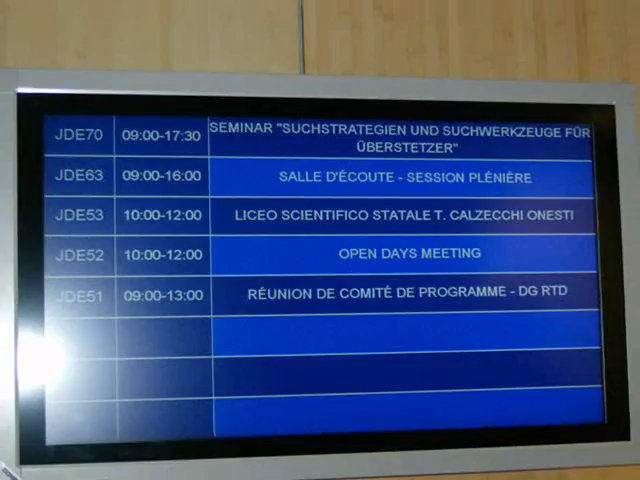 JDE70 09:00-17:30 SEMINAR "SUCHSTRATEGIEN UND SUCHWERKZEUGE FÜR
ÜBERSTETZER"
JDE63 09:00-16:00 SALLE D'ÉCOUTE - SESSION PLÉNIÈRE
JDE53 10:00-12:00 LICEO SCIENTIFICO STATALE T. CALZECCHI ONESTI
JDE52 10:00-12:00 OPEN DAYS MEETING
JDE51 09:00-13:00 RÉUNION DE COMITÉ DE PROGRAMME - DG RTD